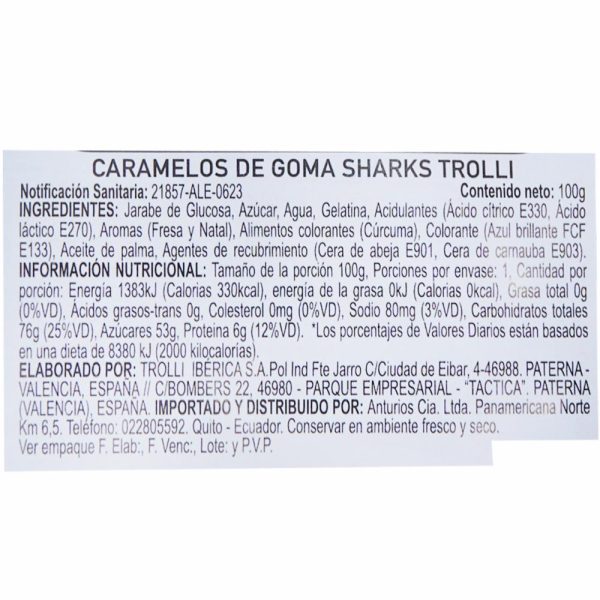 CARAMELOS DE GOMA SHARKS TROLLI
Notificación Sanitaria: 21857-ALE-0623 Contenido neto: 100g
INGREDIENTES: Jarabe de Glucosa, Azúcar, Agua, Gelatina, Acidulantes (Ácido cítrico E330, Ácido
láctico E270), Aromas (Fresa y Natal), Alimentos colorantes (Cúrcuma), Colorante (Azul brillante FCF
E133), Aceite de palma, Agentes de recubrimiento (Cera de abeja E901, Cera de carnauba E903).
INFORMACIÓN NUTRICIONAL: Tamaño de la porción 100g, Porciones por envase: 1, Cantidad por
porción: Energía 1383kJ (Calorías 330kcal), energía de la grasa 0kJ (Calorías 0kcal), Grasa total 0g
(0%VD), Ácidos grasos-trans 0g, Colesterol 0mg (0%VD), Sodio 80mg (3%VD), Carbohidratos totales
76g (25%VD), Azúcares 53g, Proteína 6g (12%VD). *Los porcentajes de Valores Diarios están basados
en una dieta de 8380 kJ (2000 kilocalorías).
ELABORADO POR: TROLLI IBÉRICA S.A.Pol Ind Fte Jarro C/Ciudad de Eibar, 4-46988. PATERNA -
VALENCIA, ESPAÑA // C/BOMBERS 22, 46980 - PARQUE EMPRESARIAL - “TACTICA”. PATERNA
(VALENCIA), ESPAÑA. IMPORTADO Y DISTRIBUIDO POR: Anturios Cia. Ltda. Panamericana Norte
Km 6,5. Teléfono: 022805592. Quito - Ecuador. Conservar en ambiente fresco y seco.
Ver empaque F. Elab:, F. Venc:, Lote: y P.V.P.